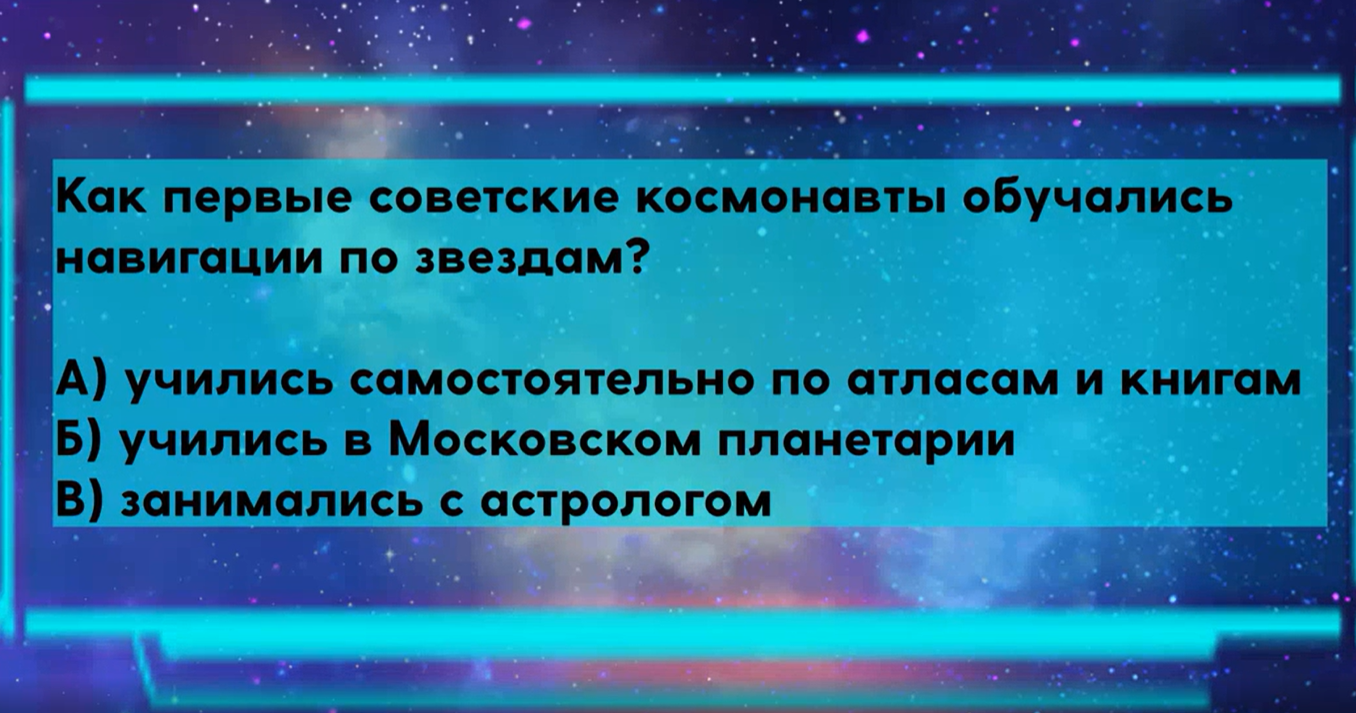 Как первые советские космонавты обучались
навигации по звездам?
А) учились самостоятельно по атласам и книгам
Б) учились в Московском планетарии
В) занимались с астрологом